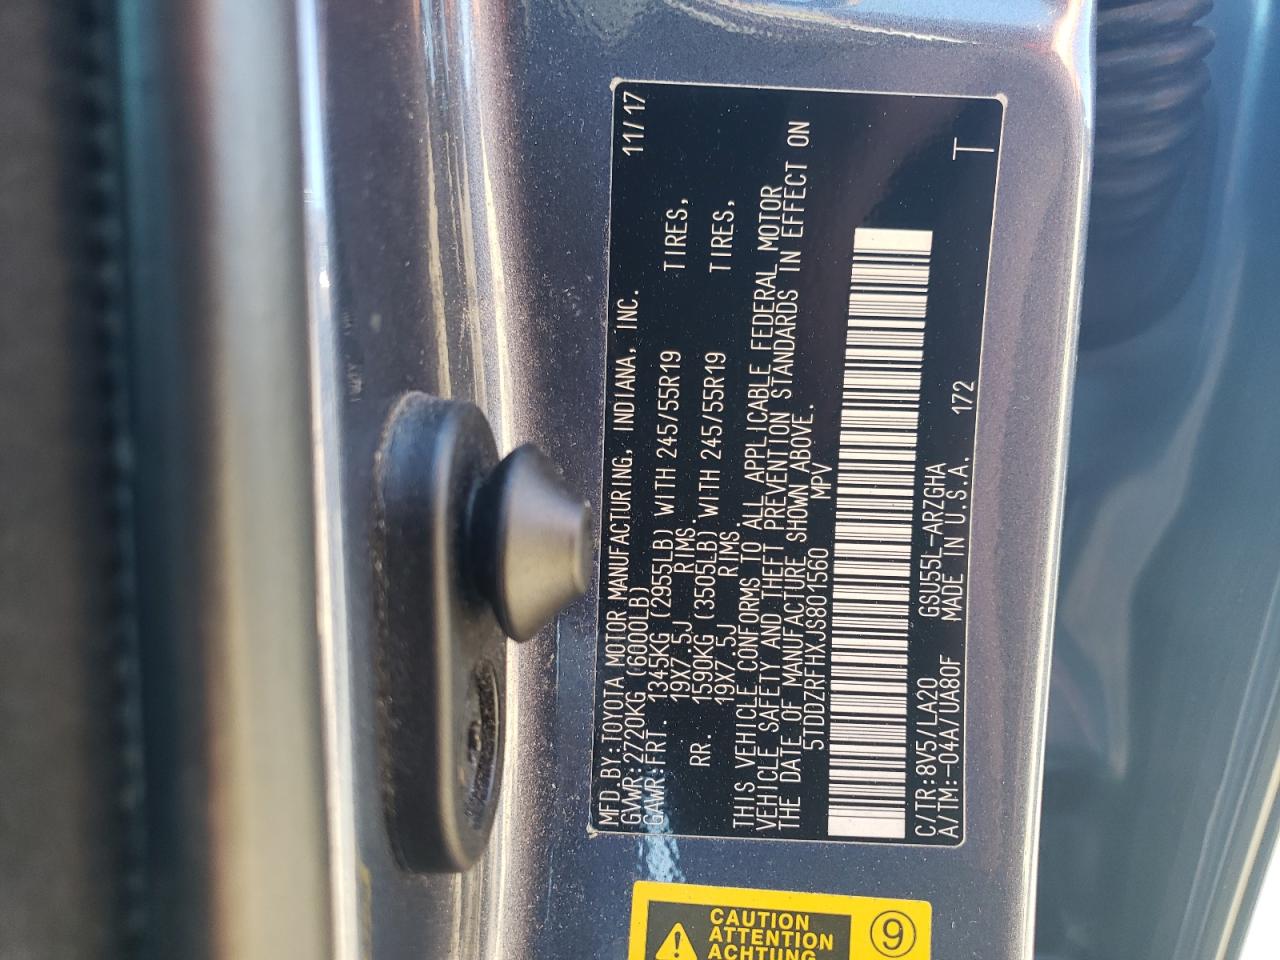 MFD.BY:TOYOTA MOTOR MANUFACTURING, INDIANA, INC. 11/17
GVWR:2720KG (6000LB)
GAWR:FRT. 1345KG (2955LB) WITH 245/55R19 TIRES,
19X7.5J RIMS.
RR. 1590KG (3505LB) WITH 245/55R19 TIRES,
19X7.5J RIMS.
THIS VEHICLE CONFORMS TO ALL APPLICABLE FEDERAL MOTOR
VEHICLE SAFETY AND THEFT PREVENTION STANDARDS IN EFFECT ON
THE DATE OF MANUFACTURE SHOWN ABOVE.
5TDDZRFHXJS801560 MPV
C/TR:8V5/LA20 GSU55L-ARZGHA
A/TM:-04A/UA80F MADE IN U.S.A. 172 T
CAUTION
ATTENTION
ACHTUNG
9